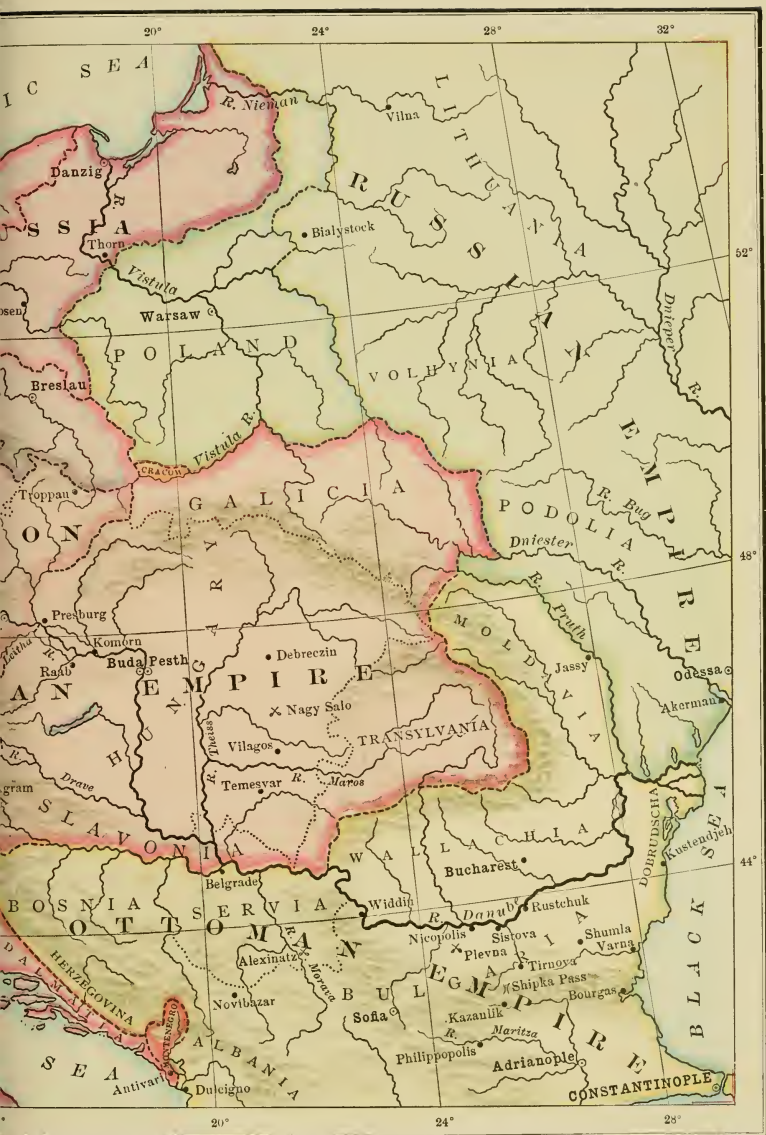 20° 24° 28° 32°
IC SEA
R. Nieman
Vilna
LITHUANIA
Danzig
R.
USSIA
RUSSIAN
Bialystock
Thorn
52°
Vistula
osen
Warsaw
POLAND
Dnieper
R.
VOLHYNIA
Breslau
Vistula R.
EMPIRE
CRACOW
Troppau
GALICIA
PODOLIA
R. Bug
ON
Dniester
R.
48°
HUNGARY
R. Pruth
Presburg
MOLDAVIA
Leitha
R.
Komorn
Raab
Buda Pesth
Debreczin
Jassy
AN EMPIRE
Odessa
Nagy Salo
Akerman
TRANSYLVANIA
R. Theiss
Vilagos
R.
Drave
gram
Temesvar
R. Maros
SLAVONIA
WALLACHIA
DOBRUDSCHA
Kustendjeh
Bucharest
44°
Belgrade
BOSNIA
SERVIA
Widdin
R. Danube
Rustchuk
OTTOMAN
Nicopolis
Sistova
Shumla
Varna
DALMATIA
HERZEGOVINA
Alexinatz
R. Morava
Plevna
Tirnova
BULGARIA
EMPIRE
Shipka Pass
Novibazar
Bourgas
BLACK SEA
MONTENEGRO
Sofia
Kazanlik
R. Maritza
ALBANIA
Philippopolis
SEA
Adrianople
Antivari
Dulcigno
CONSTANTINOPLE
20° 24° 28°